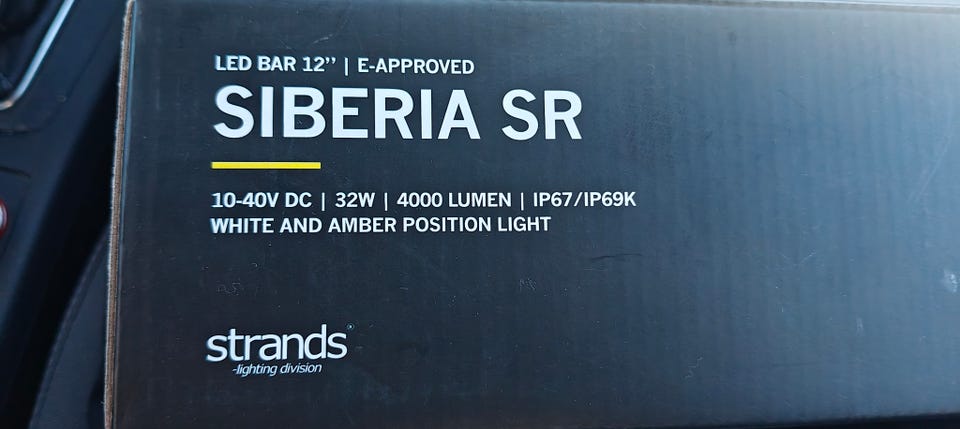 LED BAR 12’’ | E-APPROVED
SIBERIA SR
10-40V DC | 32W | 4000 LUMEN | IP67/IP69K
WHITE AND AMBER POSITION LIGHT
strands
-lighting division